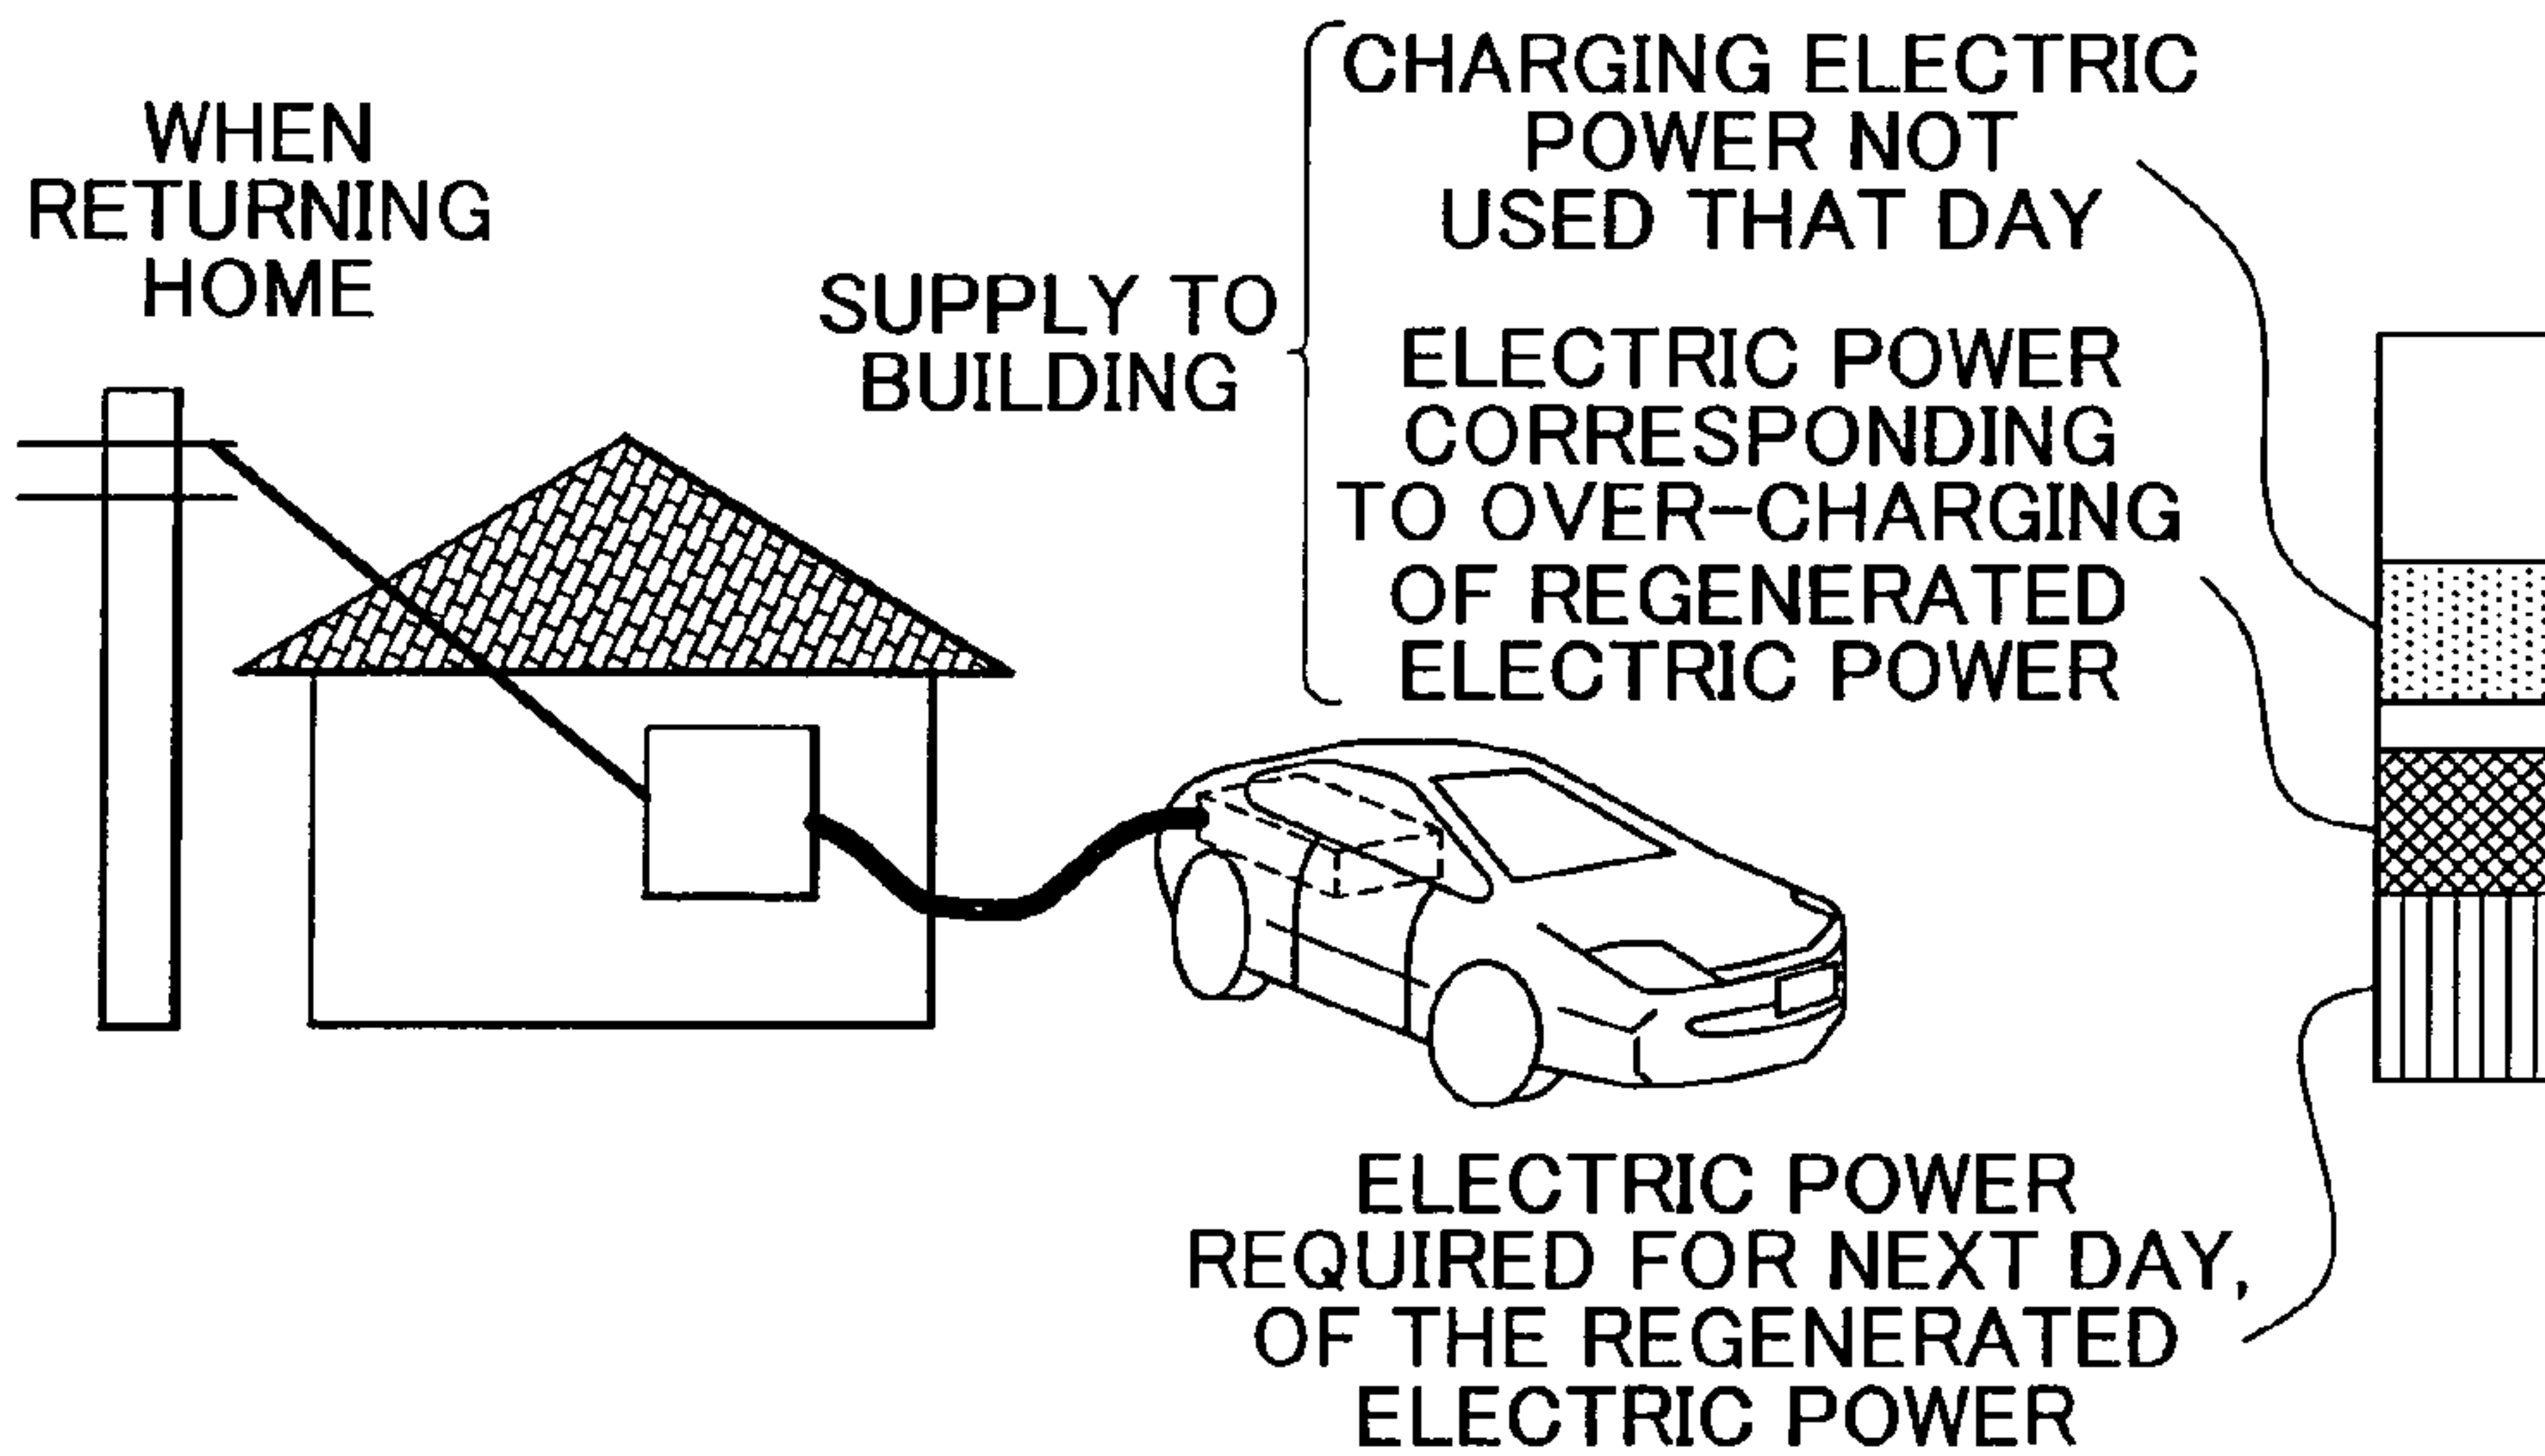 WHEN
RETURNING
HOME
SUPPLY TO
BUILDING
CHARGING ELECTRIC
POWER NOT
USED THAT DAY
ELECTRIC POWER
CORRESPONDING
TO OVER-CHARGING
OF REGENERATED
ELECTRIC POWER
ELECTRIC POWER
REQUIRED FOR NEXT DAY,
OF THE REGENERATED
ELECTRIC POWER